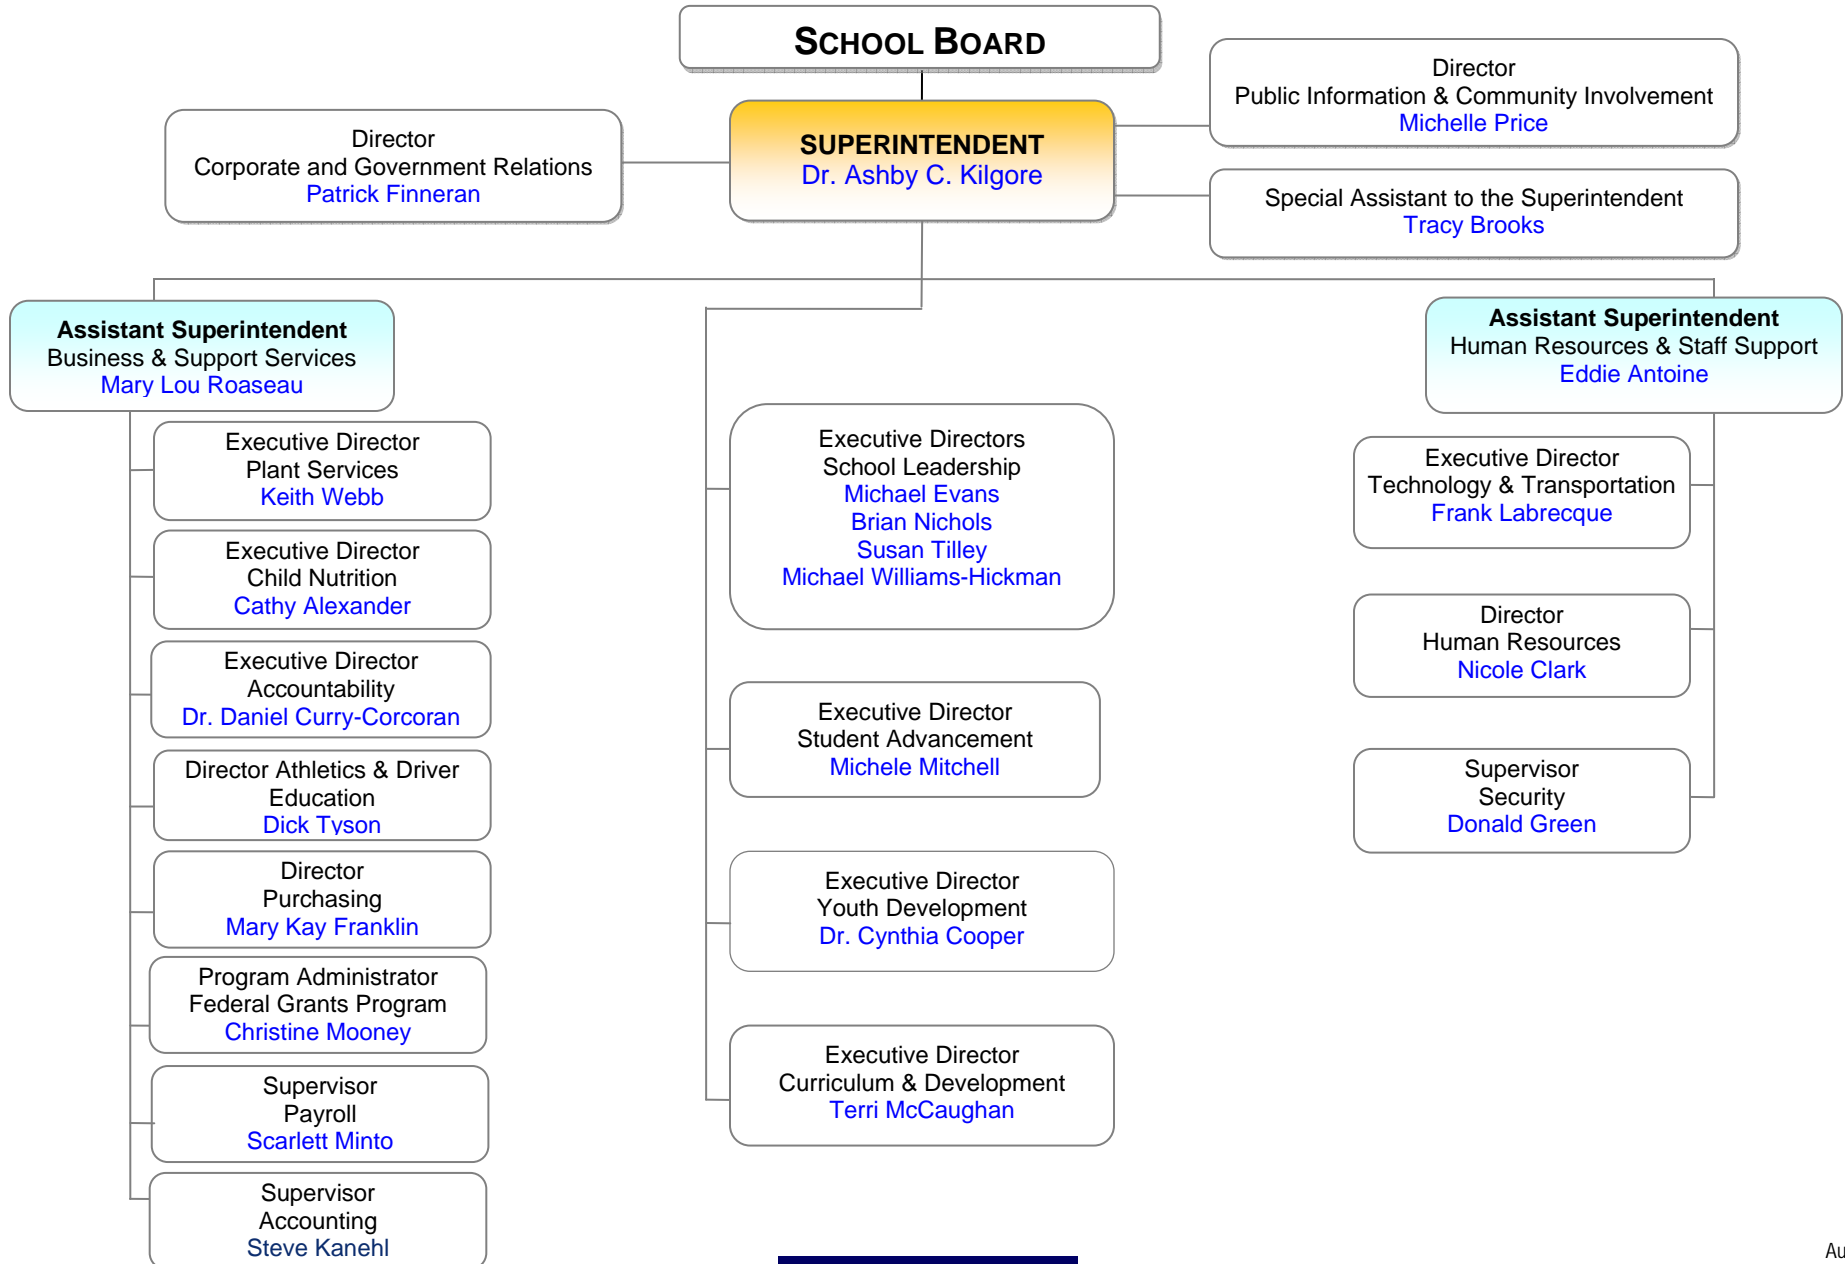 SCHOOL BOARD
Director
Public Information & Community Involvement
Michelle Price
Director
Corporate and Government Relations
Patrick Finneran
SUPERINTENDENT
Dr. Ashby C. Kilgore
Special Assistant to the Superintendent
Tracy Brooks
Assistant Superintendent
Business & Support Services
Mary Lou Roaseau
Executive Director
Plant Services
Keith Webb
Executive Director
Child Nutrition
Cathy Alexander
Executive Director
Accountability
Dr. Daniel Curry-Corcoran
Director Athletics & Driver
Education
Dick Tyson
Director
Purchasing
Mary Kay Franklin
Program Administrator
Federal Grants Program
Christine Mooney
Supervisor
Payroll
Scarlett Minto
Supervisor
Accounting
Steve Kanehl
Executive Directors
School Leadership
Michael Evans
Brian Nichols
Susan Tilley
Michael Williams-Hickman
Executive Director
Student Advancement
Michele Mitchell
Executive Director
Youth Development
Dr. Cynthia Cooper
Executive Director
Curriculum & Development
Terri McCaughan
Assistant Superintendent
Human Resources & Staff Support
Eddie Antoine
Executive Director
Technology & Transportation
Frank Labrecque
Director
Human Resources
Nicole Clark
Supervisor
Security
Donald Green
Au